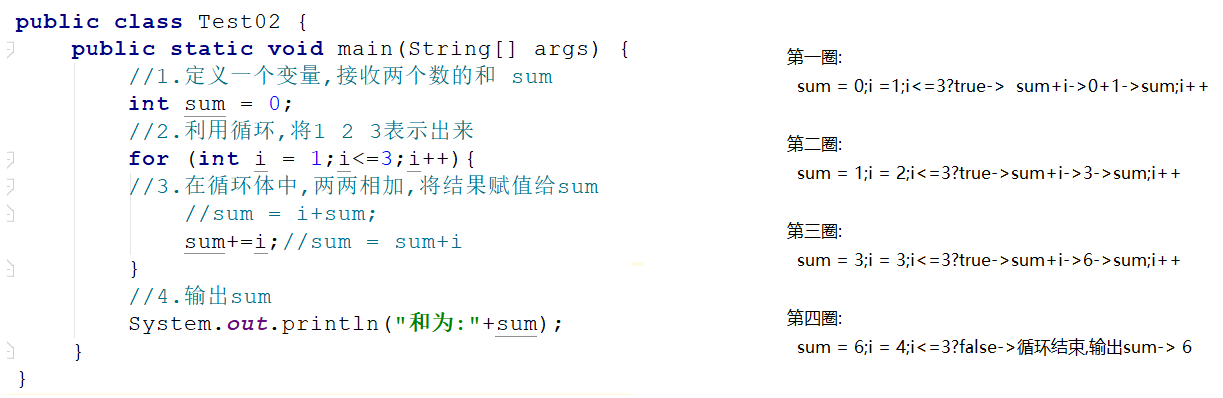 public class Test02 {
public static void main(String[] args) {
//1.定义一个变量,接收两个数的和 sum
int sum = 0;
//2.利用循环,将1 2 3表示出来
for (int i = 1;i<=3;i++){
//3.在循环体中,两两相加,将结果赋值给sum
//sum = i+sum;
sum+=i;//sum = sum+i
}
//4.输出sum
System.out.println("和为:"+sum);
}
}
第一圈:
sum = 0;i =1;i<=3?true-> sum+i->0+1->sum;i++
第二圈:
sum = 1;i = 2;i<=3?true->sum+i->3->sum;i++
第三圈:
sum = 3;i = 3;i<=3?true->sum+i->6->sum;i++
第四圈:
sum = 6;i = 4;i<=3?false->循环结束,输出sum-> 6